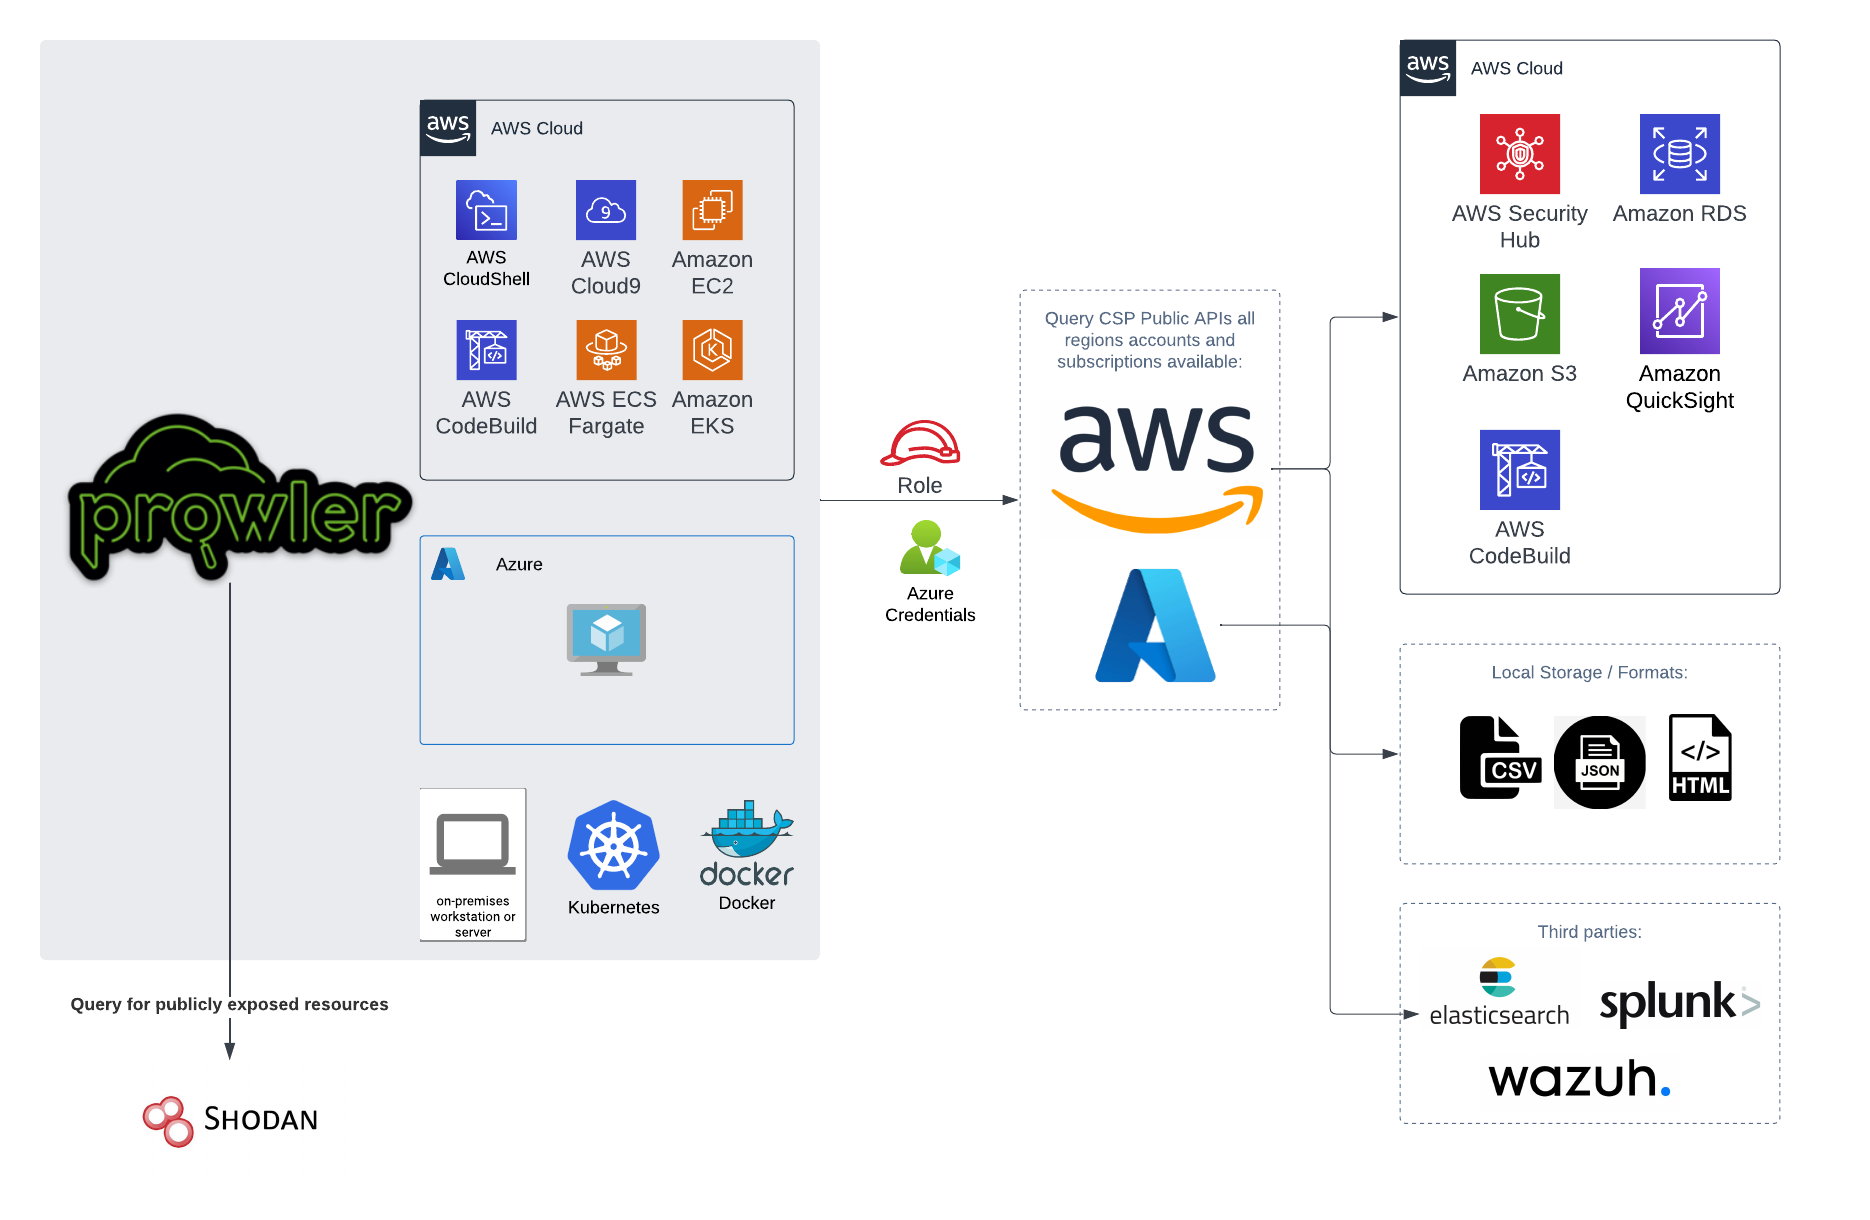 aws
AWS Cloud
AWS
CloudShell
9
AWS
Cloud9
Amazon
EC2
</>
AWS
CodeBuild
AWS ECS
Fargate
K
Amazon
EKS
prowler
Azure
on-premises
workstation or
server
Kubernetes
docker
Docker
Query for publicly exposed resources
SHODAN
Role
Azure
Credentials
Query CSP Public APIs all
regions accounts and
subscriptions available:
aws
aws
AWS Cloud
AWS Security
Hub
Amazon RDS
Amazon S3
Amazon
QuickSight
</>
AWS
CodeBuild
Local Storage / Formats:
CSV
JSON
</>
HTML
Third parties:
elasticsearch
splunk>
wazuh.